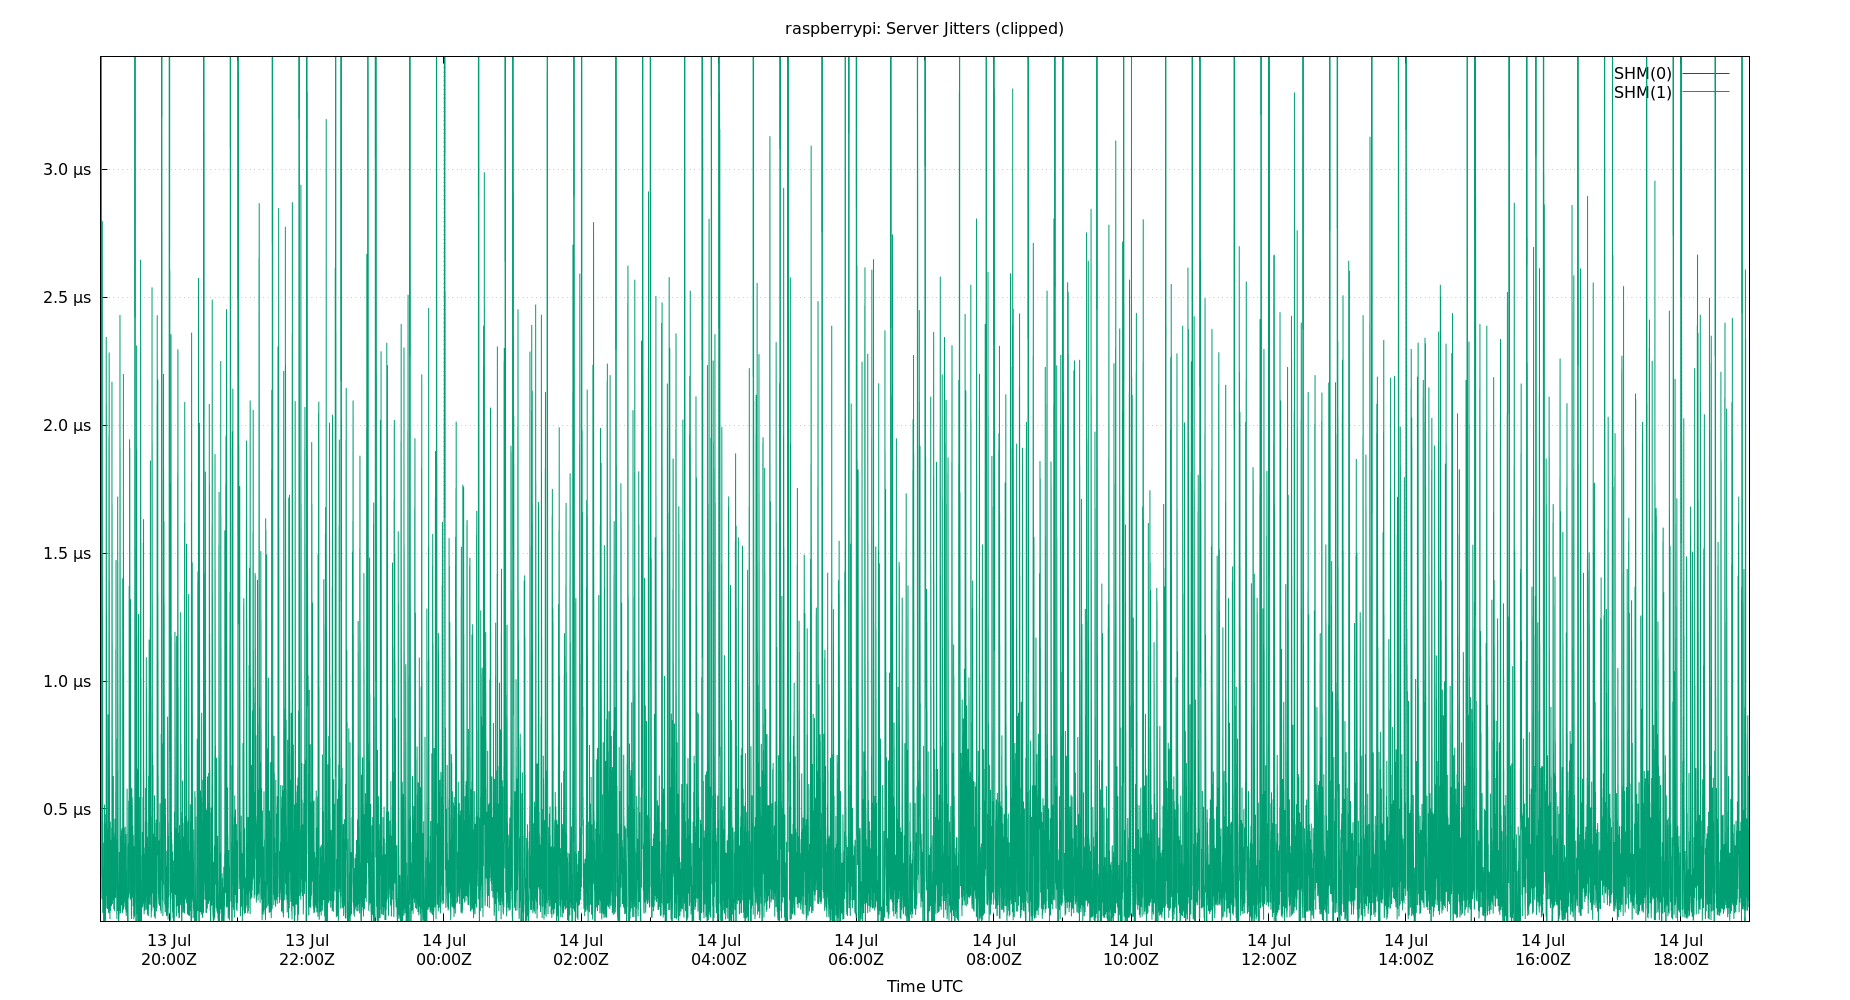 raspberrypi: Server Jitters (clipped)
SHM(0)
SHM(1)
3.0 µs
2.5 µs
2.0 µs
1.5 µs
1.0 µs
0.5 µs
13 Jul 13 Jul 14 Jul 14 Jul 14 Jul 14 Jul 14 Jul 14 Jul 14 Jul 14 Jul 14 Jul 14 Jul
20:00Z 22:00Z 00:00Z 02:00Z 04:00Z 06:00Z 08:00Z 10:00Z 12:00Z 14:00Z 16:00Z 18:00Z
Time UTC